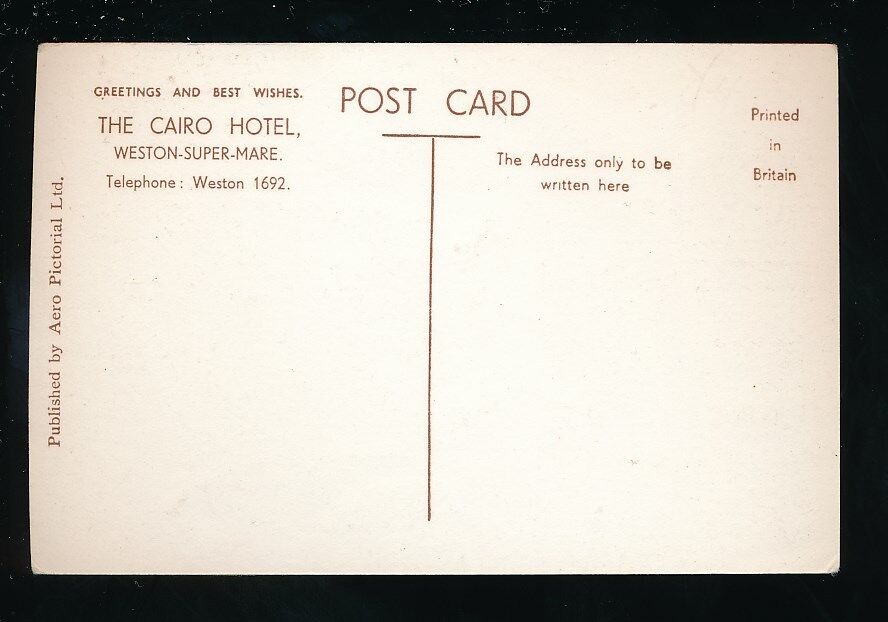 GREETINGS AND BEST WISHES.
THE CAIRO HOTEL,
WESTON-SUPER-MARE.
Telephone: Weston 1692.
Published by Aero Pictorial Ltd.
POST CARD
The Address only to be
written here
Printed
in
Britain